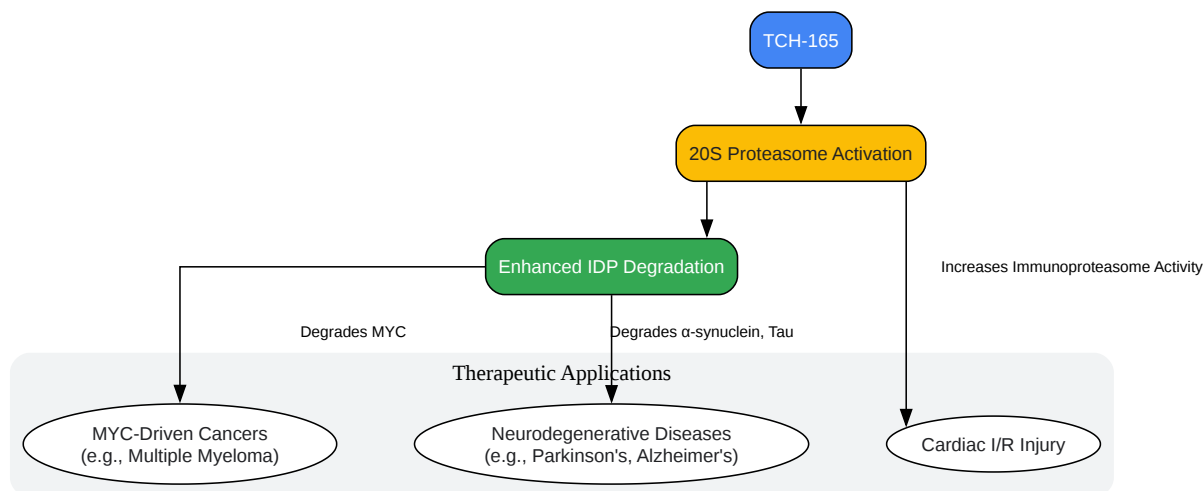 TCH-165
20S Proteasome Activation
Enhanced IDP Degradation
Increases Immunoproteasome Activity
Degrades MYC
Degrades α-synuclein, Tau
Therapeutic Applications
MYC-Driven Cancers
(e.g., Multiple Myeloma)
Neurodegenerative Diseases
(e.g., Parkinson's, Alzheimer's)
Cardiac I/R Injury